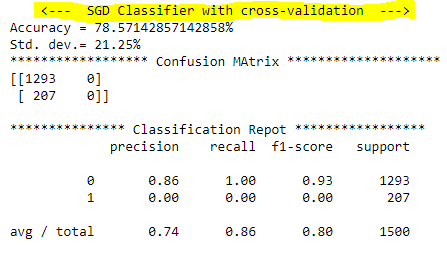 <--- SGD Classifier with cross-validation --->
Accuracy = 78.57142857142858%
Std. dev.= 21.25%
****************** Confusion MAtrix ********************
[[1293    0]
 [ 207    0]]
*************** Classification Repot *****************
precision    recall  f1-score   support
0       0.86      1.00      0.93      1293
1       0.00      0.00      0.00       207
avg / total       0.74      0.86      0.80      1500